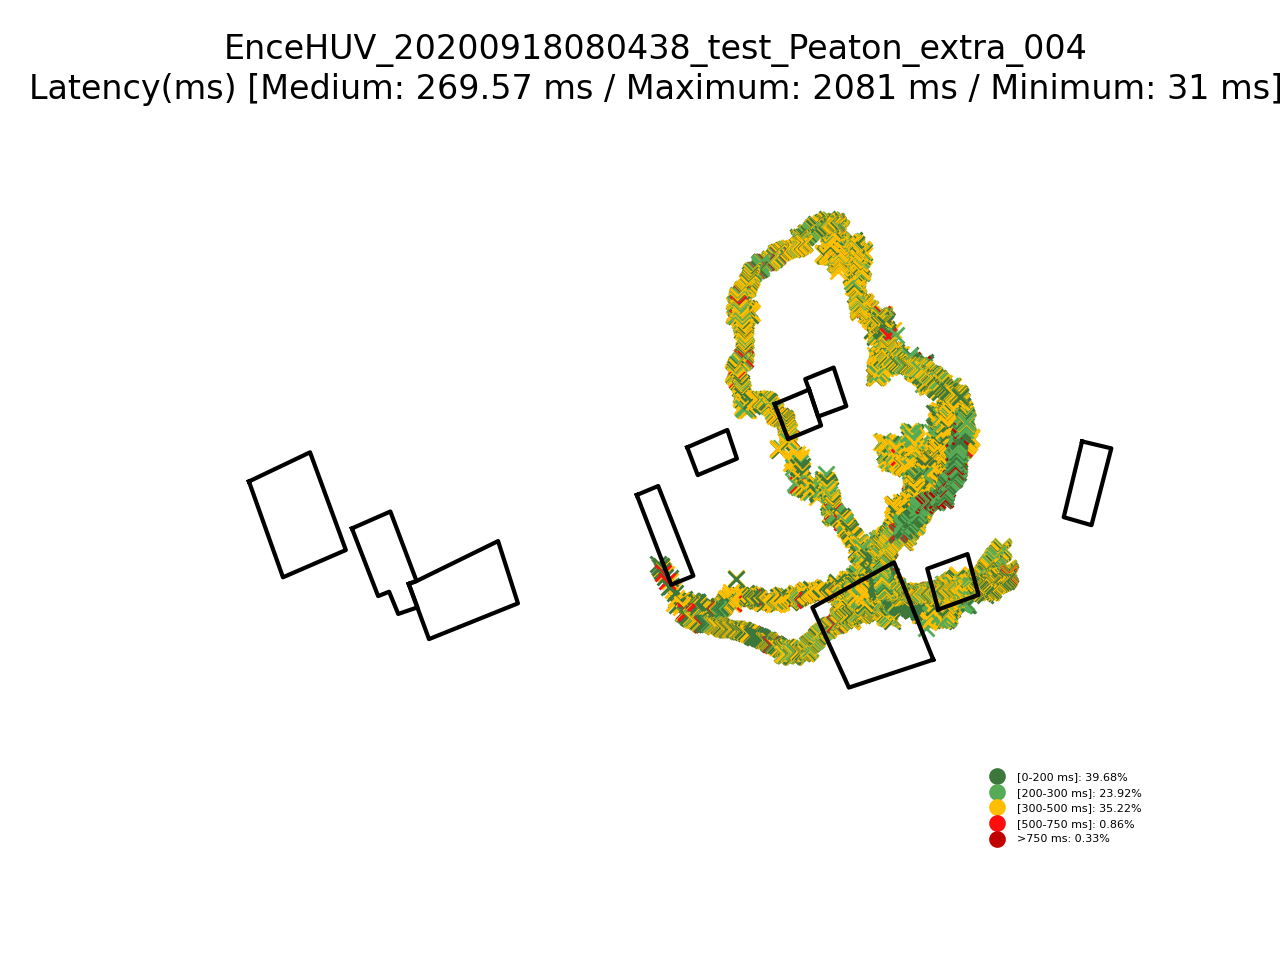 EnceHUV_20200918080438_test_Peaton_extra_004
Latency(ms) [Medium: 269.57 ms / Maximum: 2081 ms / Minimum: 31 ms]
[0-200 ms]: 39.68%
[200-300 ms]: 23.92%
[300-500 ms]: 35.22%
[500-750 ms]: 0.86%
>750 ms: 0.33%